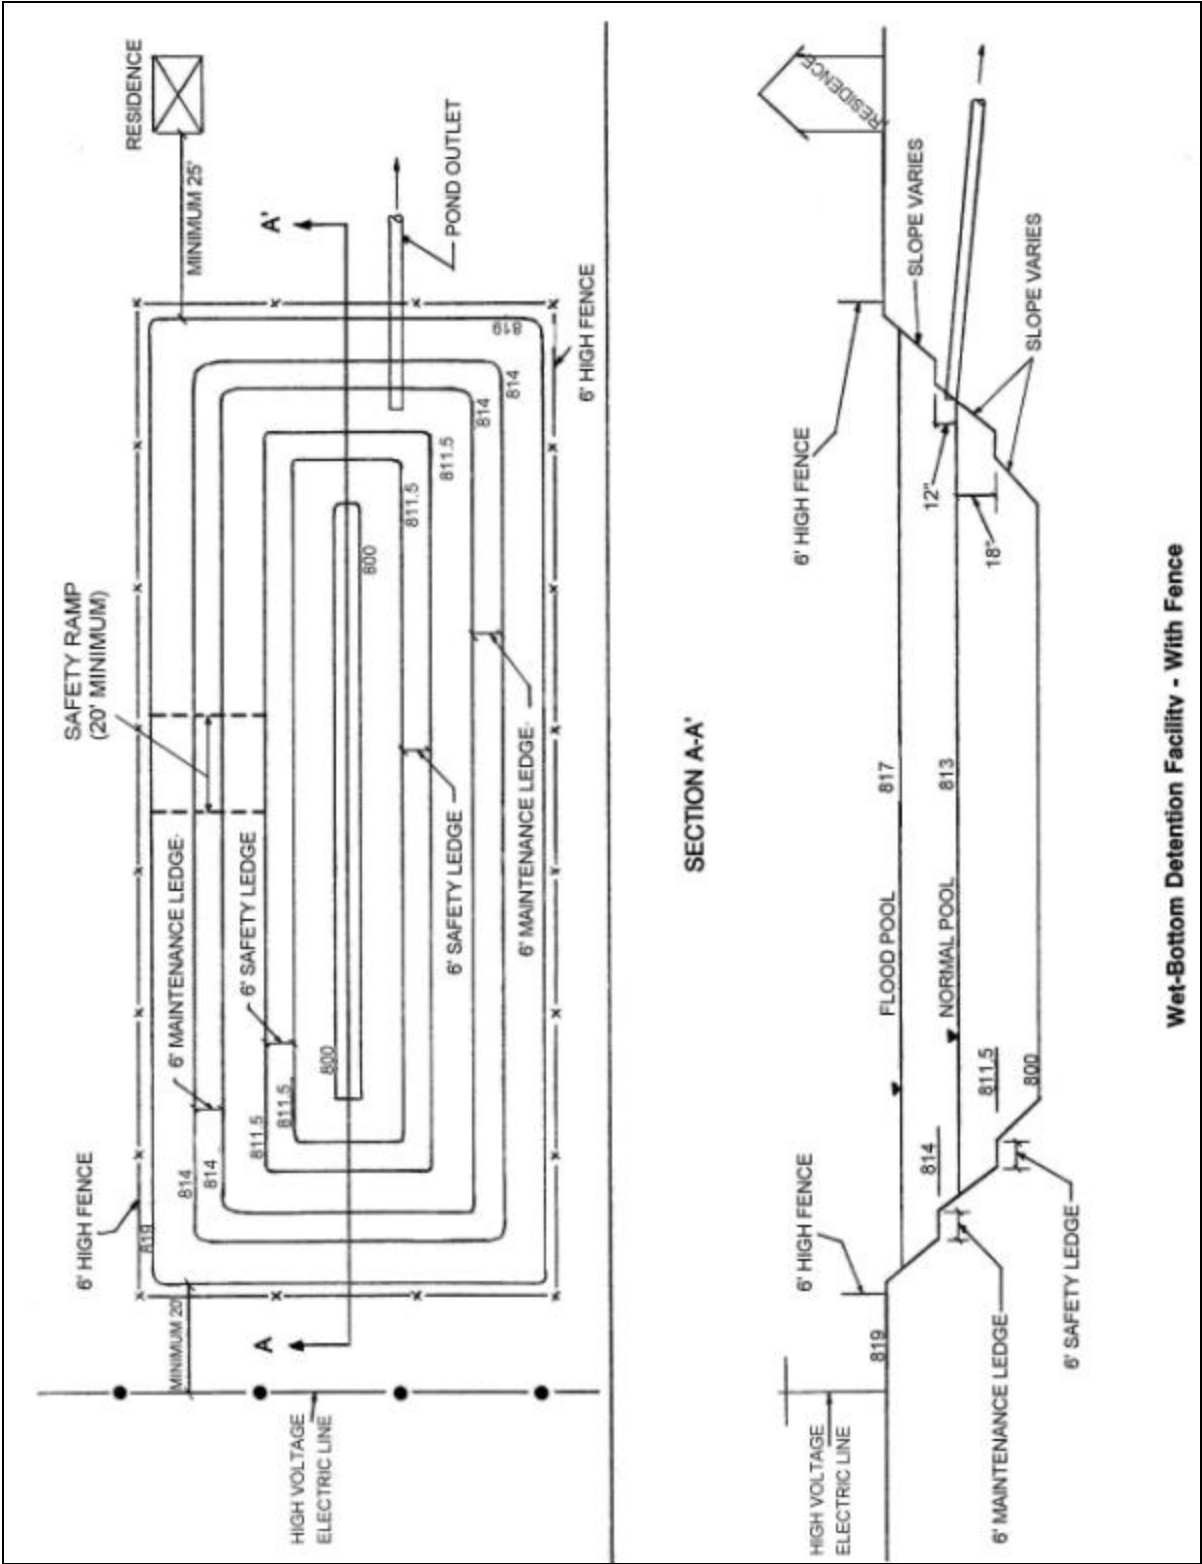 RESIDENCE
MINIMUM 25'
A'
POND OUTLET
SAFETY RAMP
(20' MINIMUM)
6' HIGH FENCE
819
814
814
811.5
811.5
800
6' MAINTENANCE LEDGE
6' SAFETY LEDGE
6' SAFETY LEDGE
6' MAINTENANCE LEDGE
800
811.5
811.5
814
814
819
6' HIGH FENCE
MINIMUM 20'
A
HIGH VOLTAGE
ELECTRIC LINE
SECTION A-A'
HIGH VOLTAGE
ELECTRIC LINE
819
6' HIGH FENCE
6' MAINTENANCE LEDGE
814
6' SAFETY LEDGE
811.5
800
FLOOD POOL
817
NORMAL POOL
813
6' HIGH FENCE
12"
18"
SLOPE VARIES
SLOPE VARIES
RESIDENCE
Wet-Bottom Detention Facility - With Fence